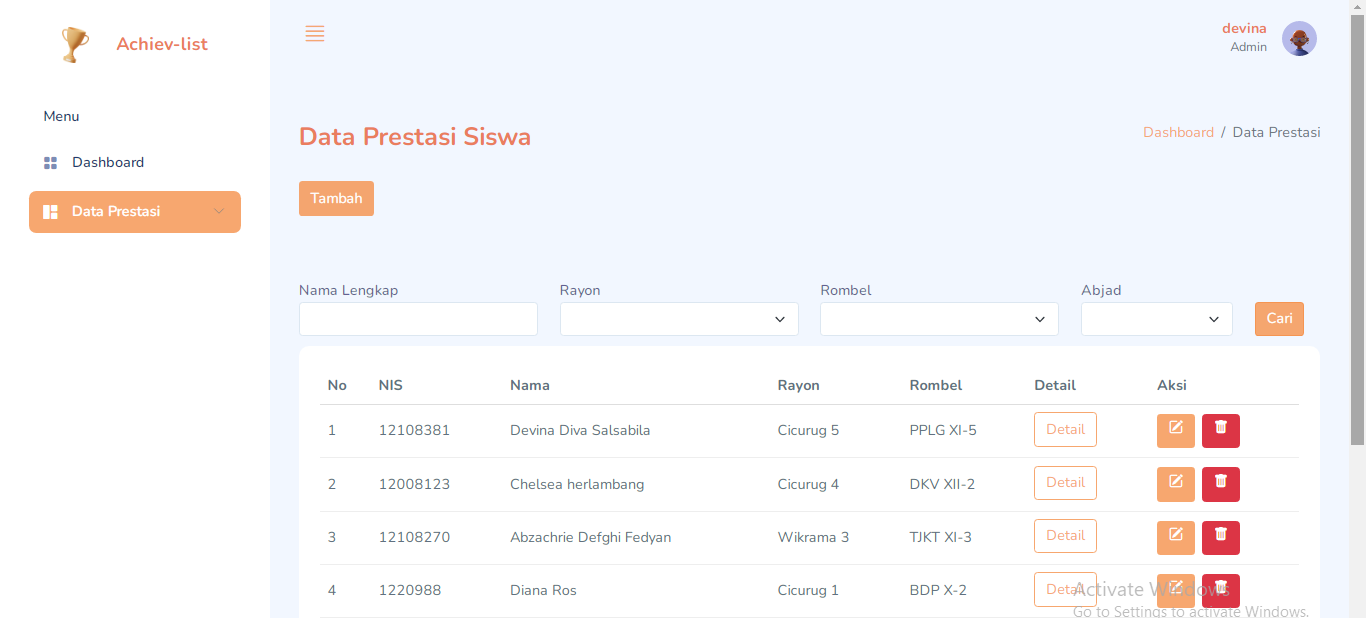 Achiev-list
devina
Admin
Menu
Dashboard
Data Prestasi
Data Prestasi Siswa
Dashboard / Data Prestasi
Tambah
Nama Lengkap Rayon Rombel Abjad
Cari
No NIS Nama Rayon Rombel Detail Aksi
1 12108381 Devina Diva Salsabila Cicurug 5 PPLG XI-5 Detail
2 12008123 Chelsea herlambang Cicurug 4 DKV XII-2 Detail
3 12108270 Abzachrie Defghi Fedyan Wikrama 3 TJKT XI-3 Detail
4 1220988 Diana Ros Cicurug 1 BDP X-2 Detail
Activate Windows
Go to Settings to activate Windows.